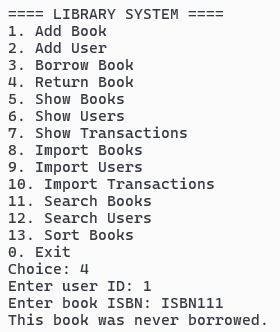 ==== LIBRARY SYSTEM ====
1. Add Book
2. Add User
3. Borrow Book
4. Return Book
5. Show Books
6. Show Users
7. Show Transactions
8. Import Books
9. Import Users
10. Import Transactions
11. Search Books
12. Search Users
13. Sort Books
0. Exit
Choice: 4
Enter user ID: 1
Enter book ISBN: ISBN111
This book was never borrowed.